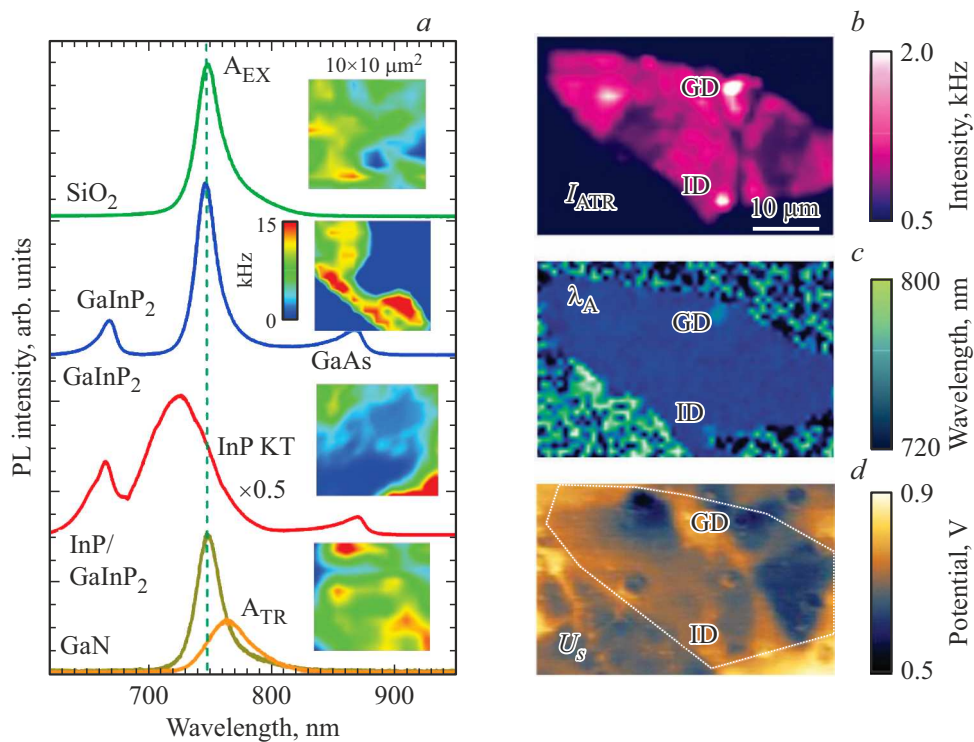 a
10×10 μm²
A_EX
SiO₂
15
kHz
0
GaInP₂
GaAs
GaInP₂
InP KT
×0.5
InP/
GaInP₂
A_TR
GaN
700
800
900
Wavelength, nm
PL intensity, arb. units
b
GD
ID
I_ATR
10 μm
2.0
0.5
Intensity, kHz
c
λ_A
GD
ID
800
720
Wavelength, nm
d
GD
ID
U_s
0.9
0.5
Potential, V